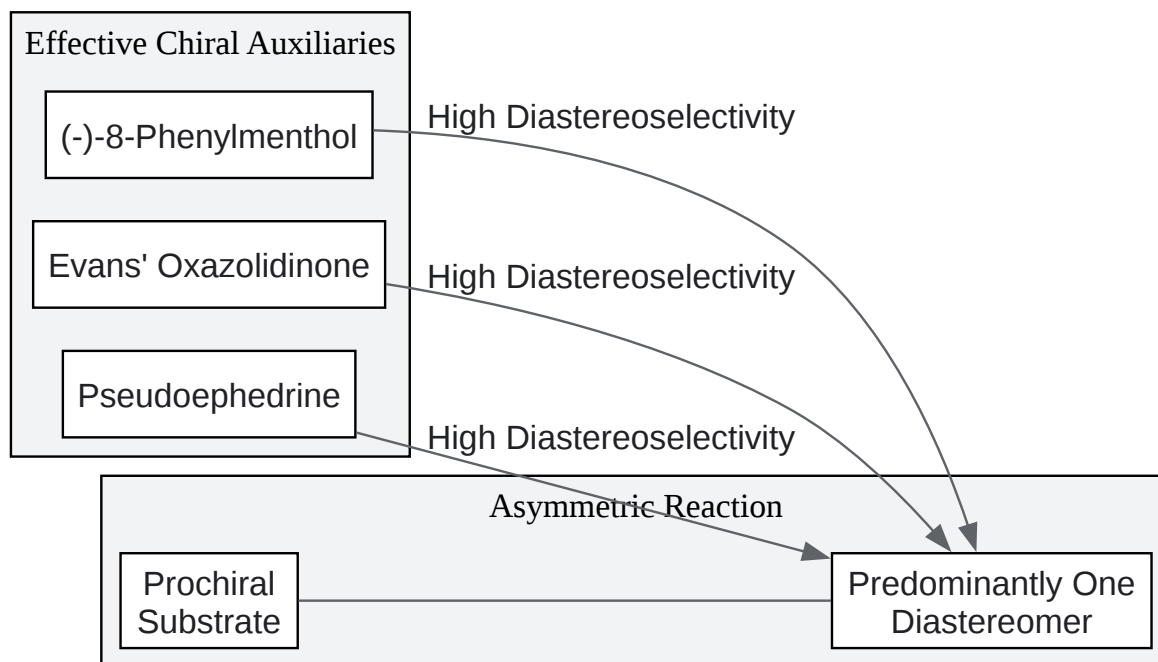 Effective Chiral Auxiliaries
(-)-8-Phenylmenthol
High Diastereoselectivity
Evans' Oxazolidinone
High Diastereoselectivity
Pseudoephedrine
High Diastereoselectivity
Asymmetric Reaction
Prochiral
Substrate
Predominantly One
Diastereomer